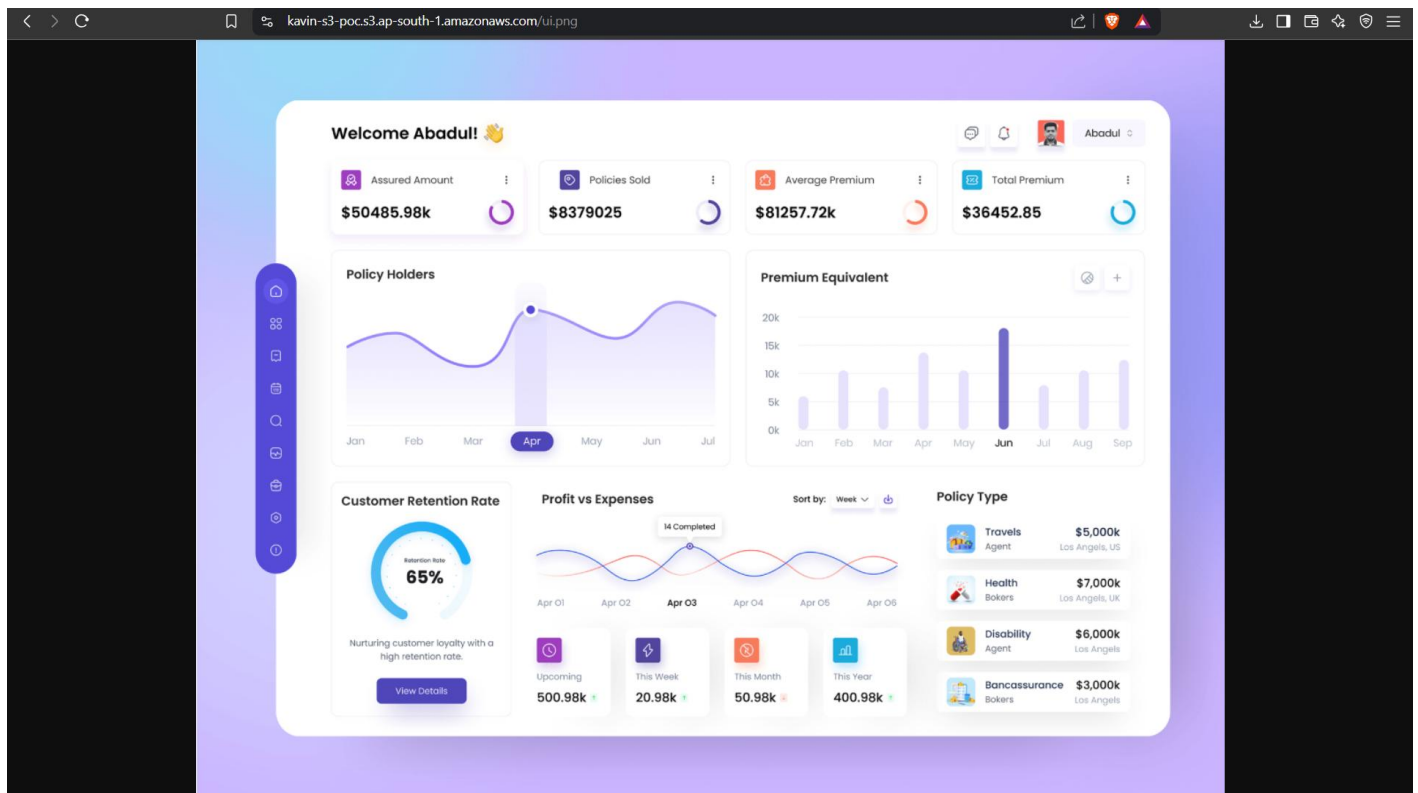 kavin-s3-poc.s3.ap-south-1.amazonaws.com/ui.png
Welcome Abadul! 👋
Abadul
Assured Amount
$50485.98k
Policies Sold
$8379025
Average Premium
$81257.72k
Total Premium
$36452.85
Policy Holders
Jan Feb Mar Apr May Jun Jul
Premium Equivalent
20k
15k
10k
5k
0k
Jan Feb Mar Apr May Jun Jul Aug Sep
Customer Retention Rate
Retention Rate
65%
Nurturing customer loyalty with a
high retention rate.
View Details
Profit vs Expenses
Sort by: Week
14 Completed
Apr 01 Apr 02 Apr 03 Apr 04 Apr 05 Apr 06
Upcoming
500.98k
This Week
20.98k
This Month
50.98k
This Year
400.98k
Policy Type
Travels $5,000k
Agent Los Angels, US
Health $7,000k
Bokers Los Angels, UK
Disability $6,000k
Agent Los Angels
Bancassurance $3,000k
Bokers Los Angels